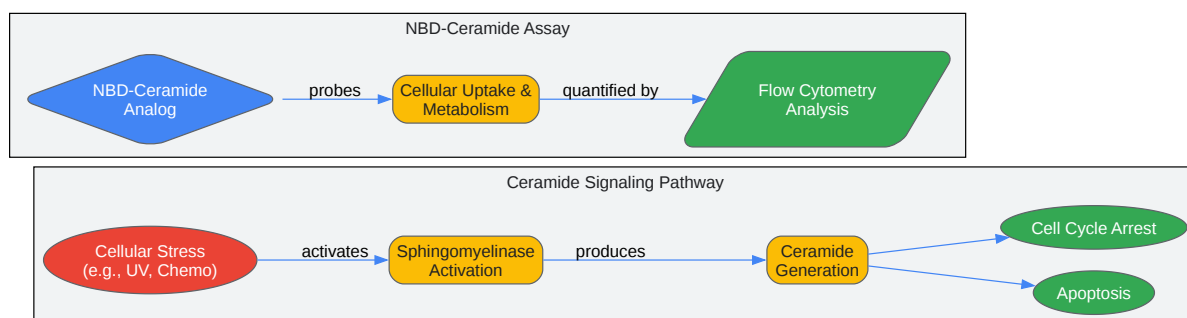 NBD-Ceramide Assay
NBD-Ceramide
Analog
probes
Cellular Uptake &
Metabolism
quantified by
Flow Cytometry
Analysis
Ceramide Signaling Pathway
Cellular Stress
(e.g., UV, Chemo)
activates
Sphingomyelinase
Activation
produces
Ceramide
Generation
Cell Cycle Arrest
Apoptosis